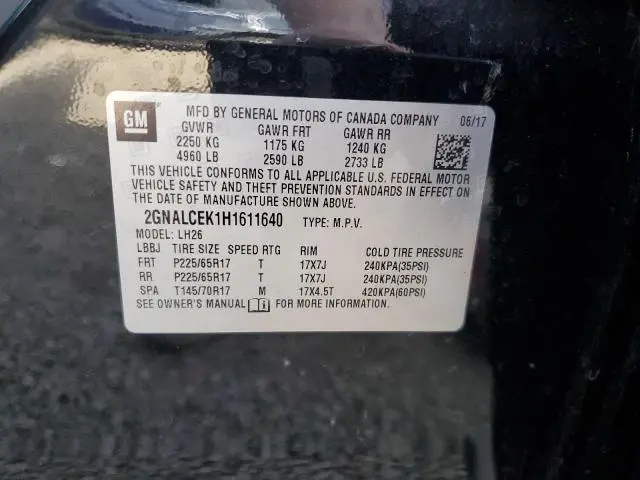 GM
MFD BY GENERAL MOTORS OF CANADA COMPANY 06/17
GVWR GAWR FRT GAWR RR
2250 KG 1175 KG 1240 KG
4960 LB 2590 LB 2733 LB
THIS VEHICLE CONFORMS TO ALL APPLICABLE U.S. FEDERAL MOTOR
VEHICLE SAFETY AND THEFT PREVENTION STANDARDS IN EFFECT ON
THE DATE OF MANUFACTURE SHOWN ABOVE.
2GNALCEK1H1611640 TYPE: M.P.V.
MODEL: LH26
LBBJ TIRE SIZE SPEED RTG RIM COLD TIRE PRESSURE
FRT P225/65R17 T 17X7J 240KPA(35PSI)
RR P225/65R17 T 17X7J 240KPA(35PSI)
SPA T145/70R17 M 17X4.5T 420KPA(60PSI)
SEE OWNER'S MANUAL FOR MORE INFORMATION.